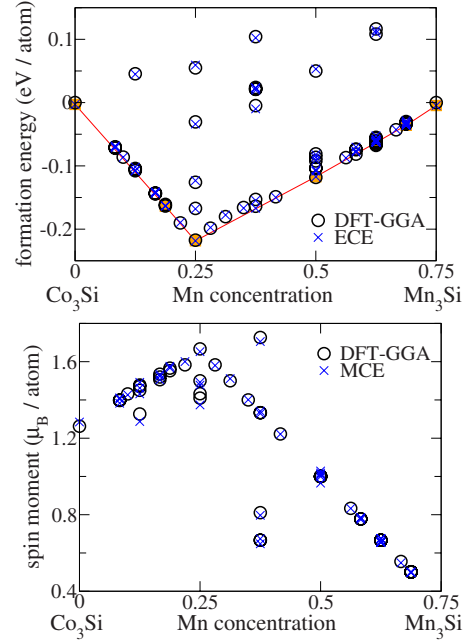 0.1
0
-0.1
-0.2
formation energy (eV / atom)
DFT-GGA
ECE
0 0.25 0.5 0.75
Co₃Si Mn concentration Mn₃Si
1.6
1.2
0.8
0.4
spin moment (μ_B / atom)
DFT-GGA
MCE
0 0.25 0.5 0.75
Co₃Si Mn concentration Mn₃Si